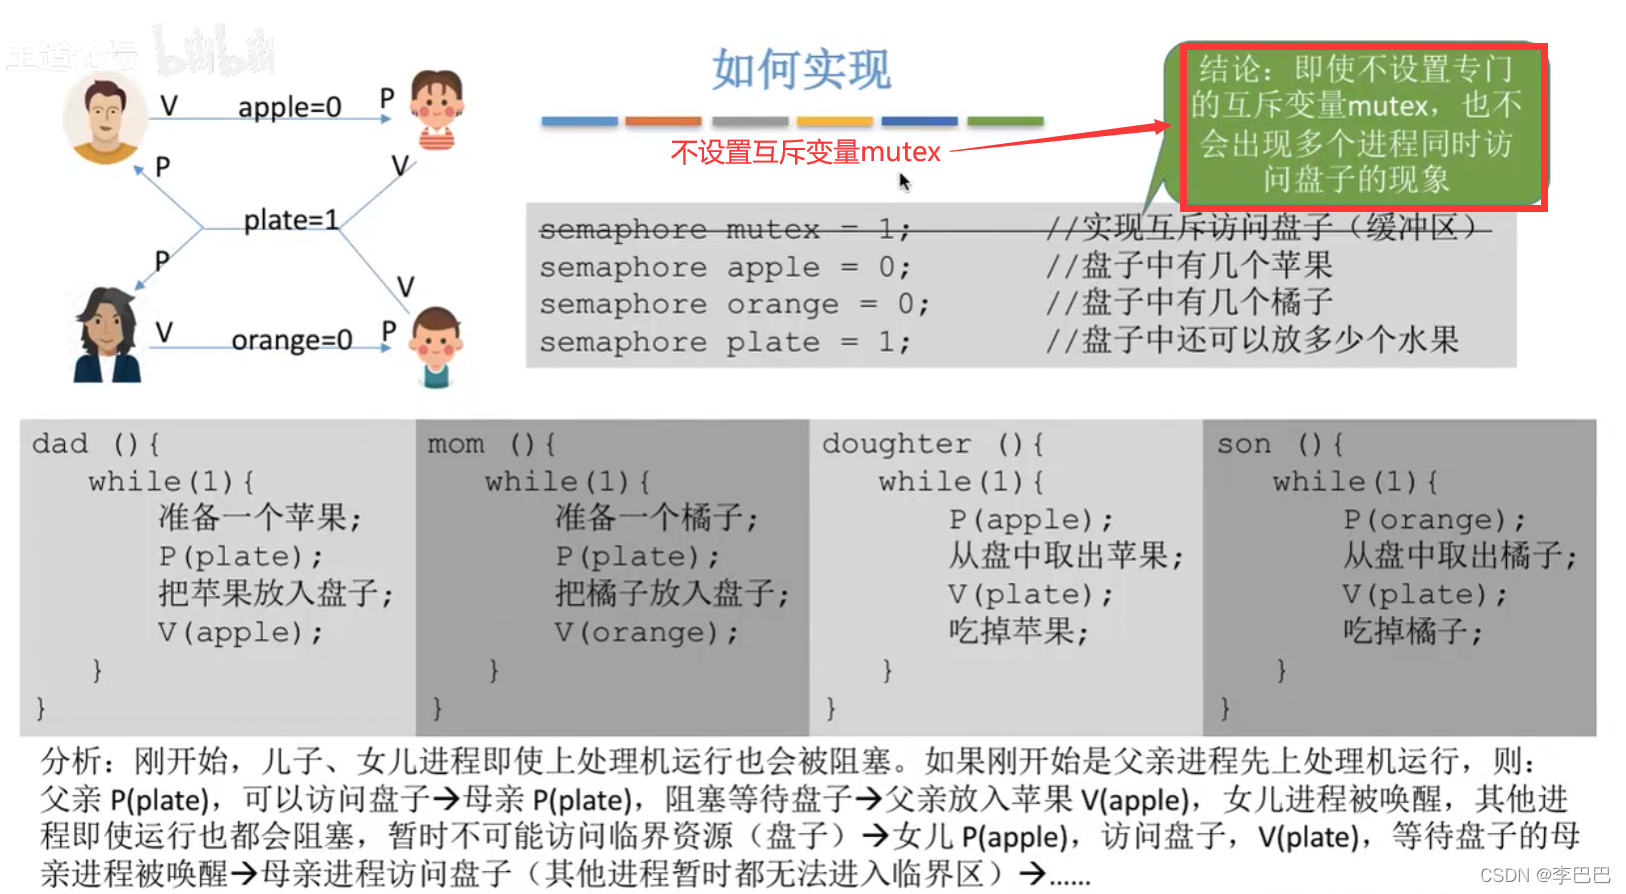 王道论坛 bilibili
如何实现
结论：即使不设置专门
的互斥变量mutex，也不
会出现多个进程同时访
问盘子的现象
不设置互斥变量mutex
V apple=0 P
P V
plate=1
P V
V orange=0 P
semaphore mutex = 1; //实现互斥访问盘子（缓冲区）
semaphore apple = 0; //盘子中有几个苹果
semaphore orange = 0; //盘子中有几个橘子
semaphore plate = 1; //盘子中还可以放多少个水果
dad (){
while(1){
准备一个苹果;
P(plate);
把苹果放入盘子;
V(apple);
}
}
mom (){
while(1){
准备一个橘子;
P(plate);
把橘子放入盘子;
V(orange);
}
}
doughter (){
while(1){
P(apple);
从盘中取出苹果;
V(plate);
吃掉苹果;
}
}
son (){
while(1){
P(orange);
从盘中取出橘子;
V(plate);
吃掉橘子;
}
}
分析：刚开始，儿子、女儿进程即使上处理机运行也会被阻塞。如果刚开始是父亲进程先上处理机运行，则：
父亲 P(plate)，可以访问盘子→母亲 P(plate)，阻塞等待盘子→父亲放入苹果 V(apple)，女儿进程被唤醒，其他进
程即使运行也都会阻塞，暂时不可能访问临界资源（盘子）→女儿 P(apple)，访问盘子，V(plate)，等待盘子的母
亲进程被唤醒→母亲进程访问盘子（其他进程暂时都无法进入临界区）→……
CSDN @李巴巴